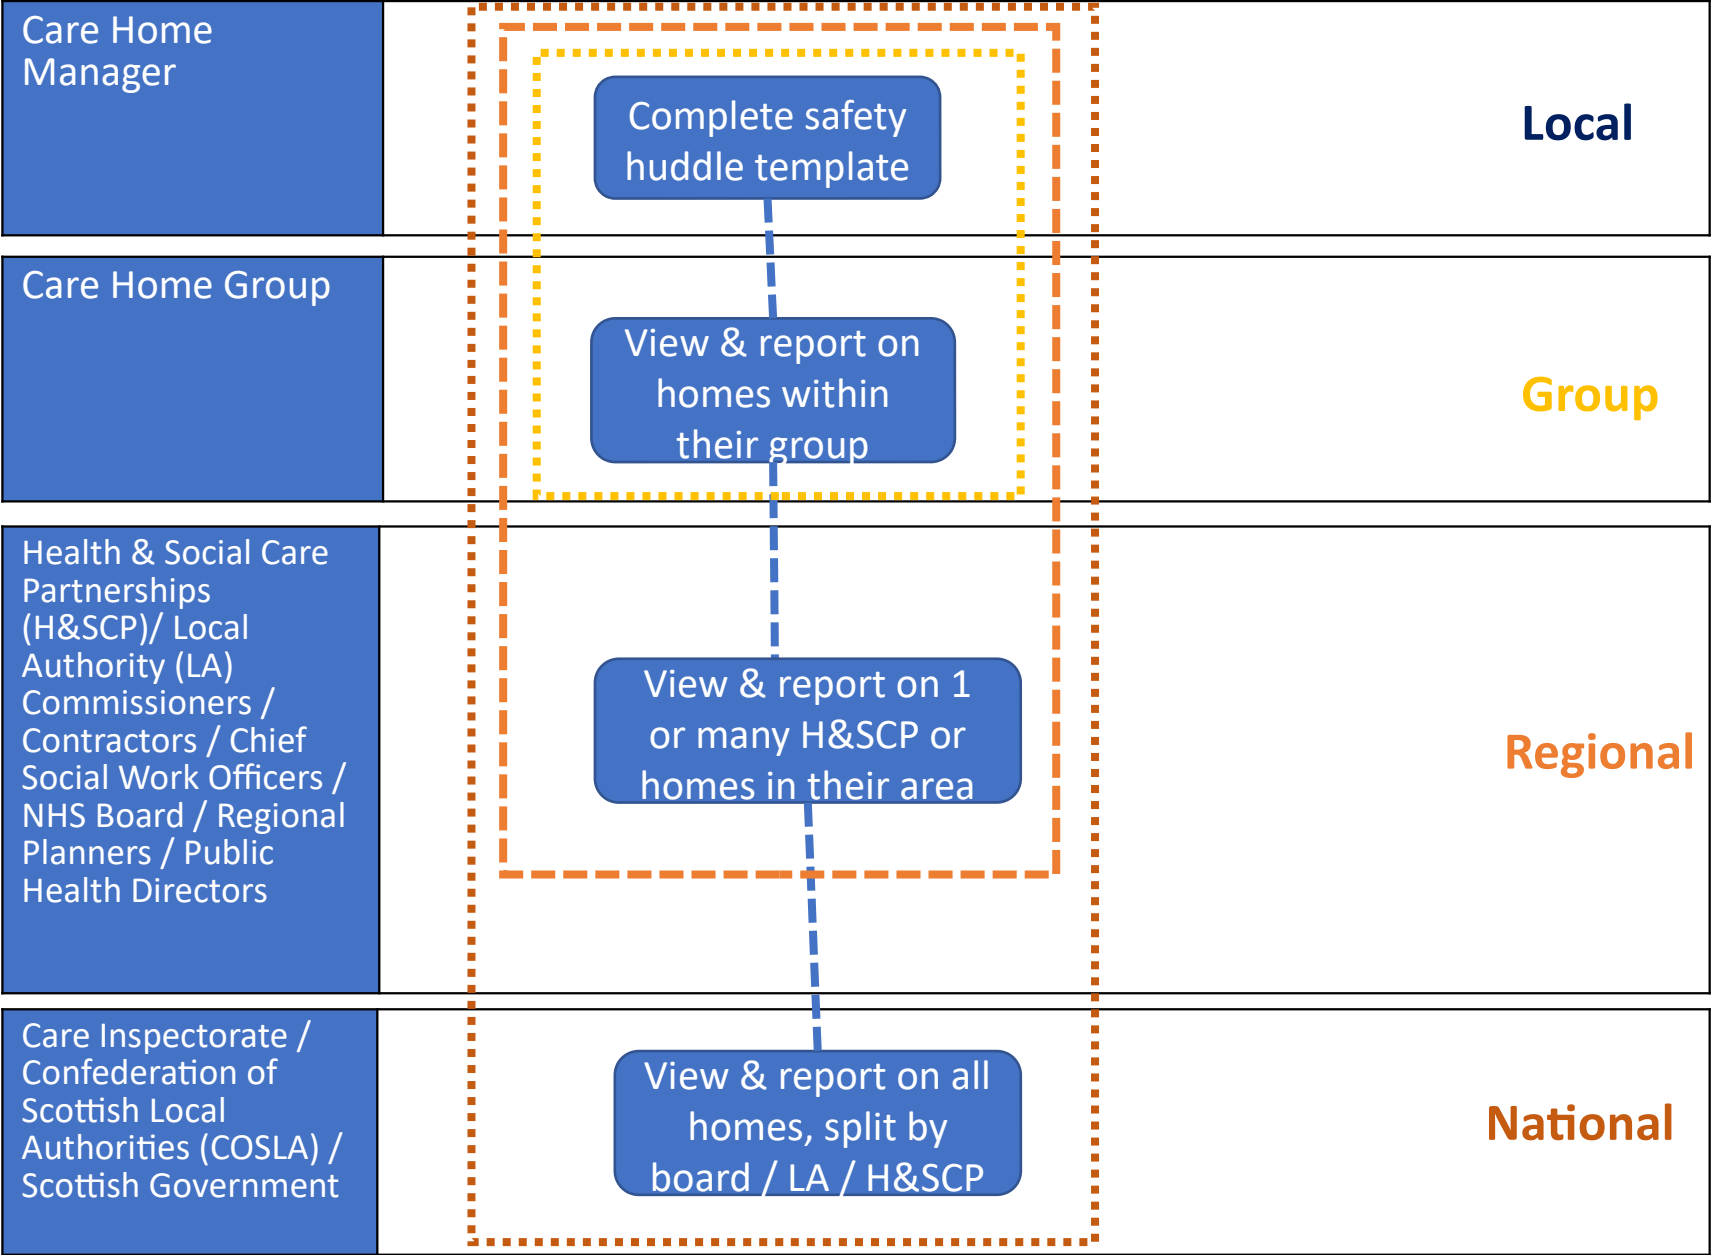 Care Home
Manager
Complete safety
huddle template
Local
Care Home Group
View & report on
homes within
their group
Group
Health & Social Care
Partnerships
(H&SCP)/ Local
Authority (LA)
Commissioners /
Contractors / Chief
Social Work Officers /
NHS Board / Regional
Planners / Public
Health Directors
View & report on 1
or many H&SCP or
homes in their area
Regional
Care Inspectorate /
Confederation of
Scottish Local
Authorities (COSLA) /
Scottish Government
View & report on all
homes, split by
board / LA / H&SCP
National